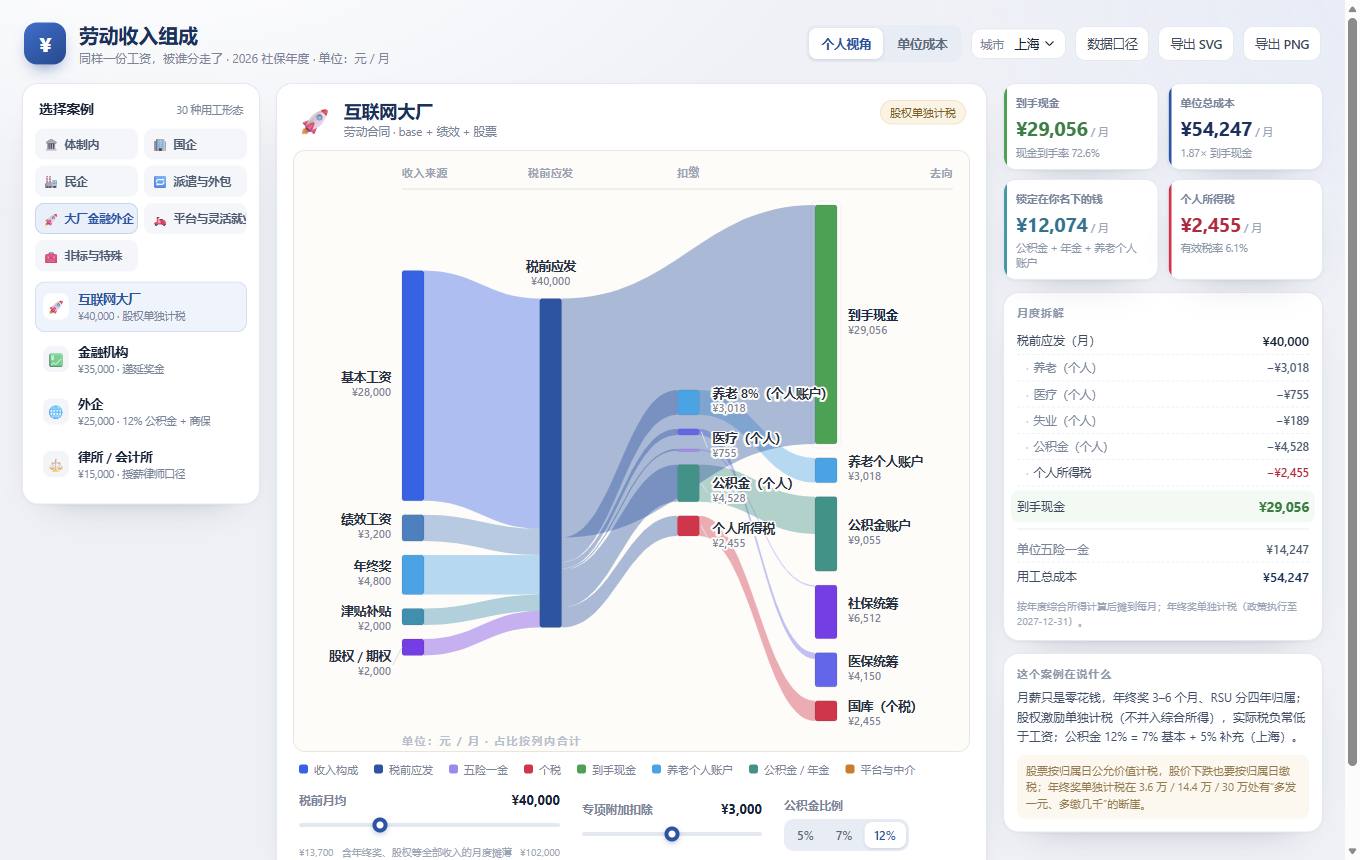 ¥
劳动收入组成
同样一份工资，被谁分走了 · 2026 社保年度 · 单位：元 / 月
个人视角
单位成本
城市 上海
数据口径
导出 SVG
导出 PNG
选择案例
30 种用工形态
体制内
国企
民企
派遣与外包
大厂金融外企
平台与灵活就业
非标与特殊
互联网大厂
¥40,000 · 股权单独计税
金融机构
¥35,000 · 递延奖金
外企
¥25,000 · 12% 公积金 + 商保
律所 / 会计所
¥15,000 · 授薪律师口径
互联网大厂
劳动合同 · base + 绩效 + 股票
股权单独计税
收入来源
税前应发
扣缴
去向
基本工资
¥28,000
绩效工资
¥3,200
年终奖
¥4,800
津贴补贴
¥2,000
股权 / 期权
¥2,000
税前应发
¥40,000
养老 8%（个人账户）
¥3,018
医疗（个人）
¥755
公积金（个人）
¥4,528
个人所得税
¥2,455
到手现金
¥29,056
养老个人账户
¥3,018
公积金账户
¥9,055
社保统筹
¥6,512
医保统筹
¥4,150
国库（个税）
¥2,455
单位：元 / 月 · 占比按列内合计
收入构成
税前应发
五险一金
个税
到手现金
养老个人账户
公积金 / 年金
平台与中介
税前月均
¥40,000
¥13,700
含年终奖、股权等全部收入的月度摊薄
¥102,000
专项附加扣除
¥3,000
公积金比例
5%
7%
12%
到手现金
¥29,056 / 月
现金到手率 72.6%
单位总成本
¥54,247 / 月
1.87× 到手现金
锁定在你名下的钱
¥12,074 / 月
公积金 + 年金 + 养老个人
账户
个人所得税
¥2,455 / 月
有效税率 6.1%
月度拆解
税前应发（月）
¥40,000
· 养老（个人）
−¥3,018
· 医疗（个人）
−¥755
· 失业（个人）
−¥189
· 公积金（个人）
−¥4,528
· 个人所得税
−¥2,455
到手现金
¥29,056
单位五险一金
¥14,247
用工总成本
¥54,247
按年度综合所得计算后摊到每月；年终奖单独计税（政策执行至
2027-12-31）。
这个案例在说什么
月薪只是零花钱，年终奖 3–6 个月、RSU 分四年归属；
股权激励单独计税（不并入综合所得），实际税负常低
于工资；公积金 12% = 7% 基本 + 5% 补充（上海）。
股票按归属日公允价值计税，股价下跌也要按归属日缴
税；年终奖单独计税在 3.6 万 / 14.4 万 / 30 万处有“多发
一元、多缴几千”的断崖。